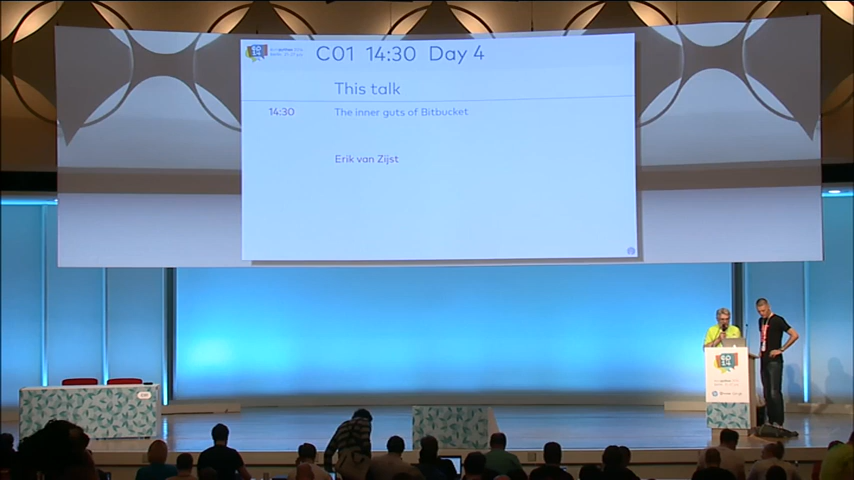 C01 14:30 Day 4
This talk
14:30 The inner guts of Bitbucket
Erik van Zijst